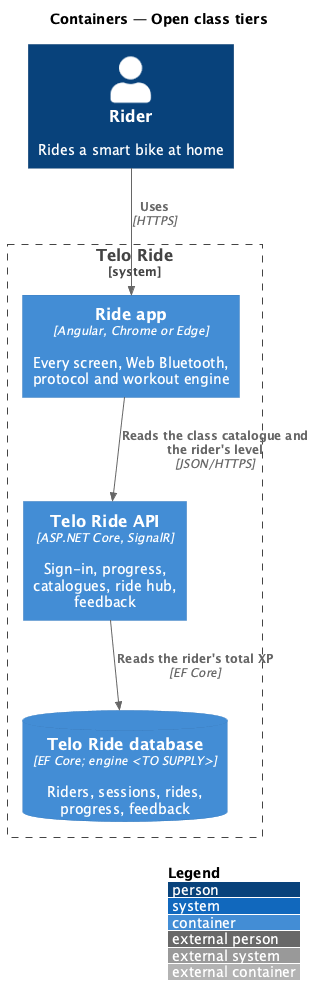 Containers — Open class tiers
Rider
Rides a smart bike at home
Uses
[HTTPS]
Telo Ride
[system]
Ride app
[Angular, Chrome or Edge]
Every screen, Web Bluetooth,
protocol and workout engine
Reads the class catalogue and
the rider's level
[JSON/HTTPS]
Telo Ride API
[ASP.NET Core, SignalR]
Sign-in, progress,
catalogues, ride hub,
feedback
Reads the rider's total XP
[EF Core]
Telo Ride database
[EF Core; engine <TO SUPPLY>]
Riders, sessions, rides,
progress, feedback
Legend
person
system
container
external person
external system
external container